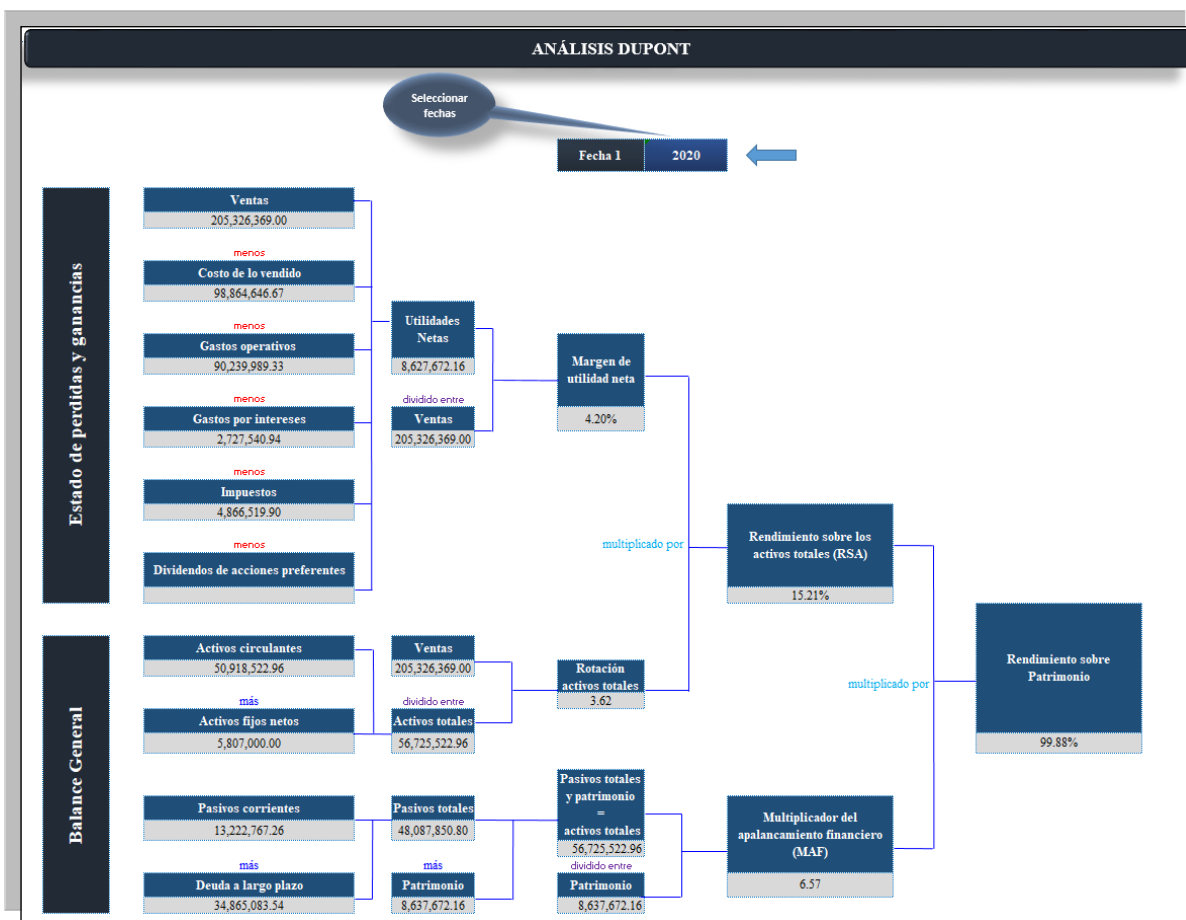 ANÁLISIS DUPONT
Seleccionar
fechas
Fecha 1
2020
Estado de perdidas y ganancias
Ventas
205,326,369.00
menos
Costo de lo vendido
98,864,646.67
menos
Gastos operativos
90,239,989.33
menos
Gastos por intereses
2,727,540.94
menos
Impuestos
4,866,519.90
menos
Dividendos de acciones preferentes
Utilidades
Netas
8,627,672.16
dividido entre
Ventas
205,326,369.00
Margen de
utilidad neta
4.20%
multiplicado por
Rendimiento sobre los
activos totales (RSA)
15.21%
Balance General
Activos circulantes
50,918,522.96
más
Activos fijos netos
5,807,000.00
Ventas
205,326,369.00
dividido entre
Activos totales
56,725,522.96
Rotación
activos totales
3.62
multiplicado por
Rendimiento sobre
Patrimonio
99.88%
Pasivos corrientes
13,222,767.26
más
Deuda a largo plazo
34,865,083.54
Pasivos totales
48,087,850.80
más
Patrimonio
8,637,672.16
Pasivos totales
y patrimonio
=
activos totales
56,725,522.96
dividido entre
Patrimonio
8,637,672.16
Multiplicador del
apalancamiento financiero
(MAF)
6.57